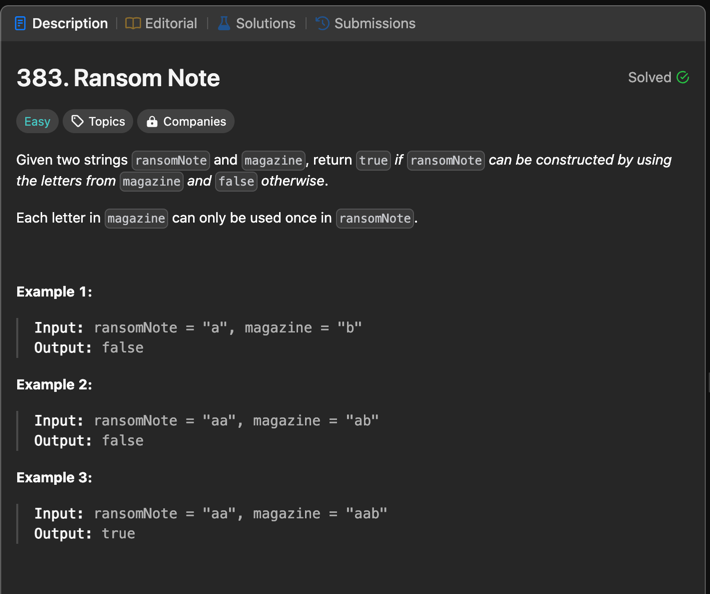 Description | Editorial | Solutions | Submissions
383. Ransom Note Solved
Easy Topics Companies
Given two strings ransomNote and magazine, return true if ransomNote can be constructed by using
the letters from magazine and false otherwise.
Each letter in magazine can only be used once in ransomNote.
Example 1:
Input: ransomNote = "a", magazine = "b"
Output: false
Example 2:
Input: ransomNote = "aa", magazine = "ab"
Output: false
Example 3:
Input: ransomNote = "aa", magazine = "aab"
Output: true